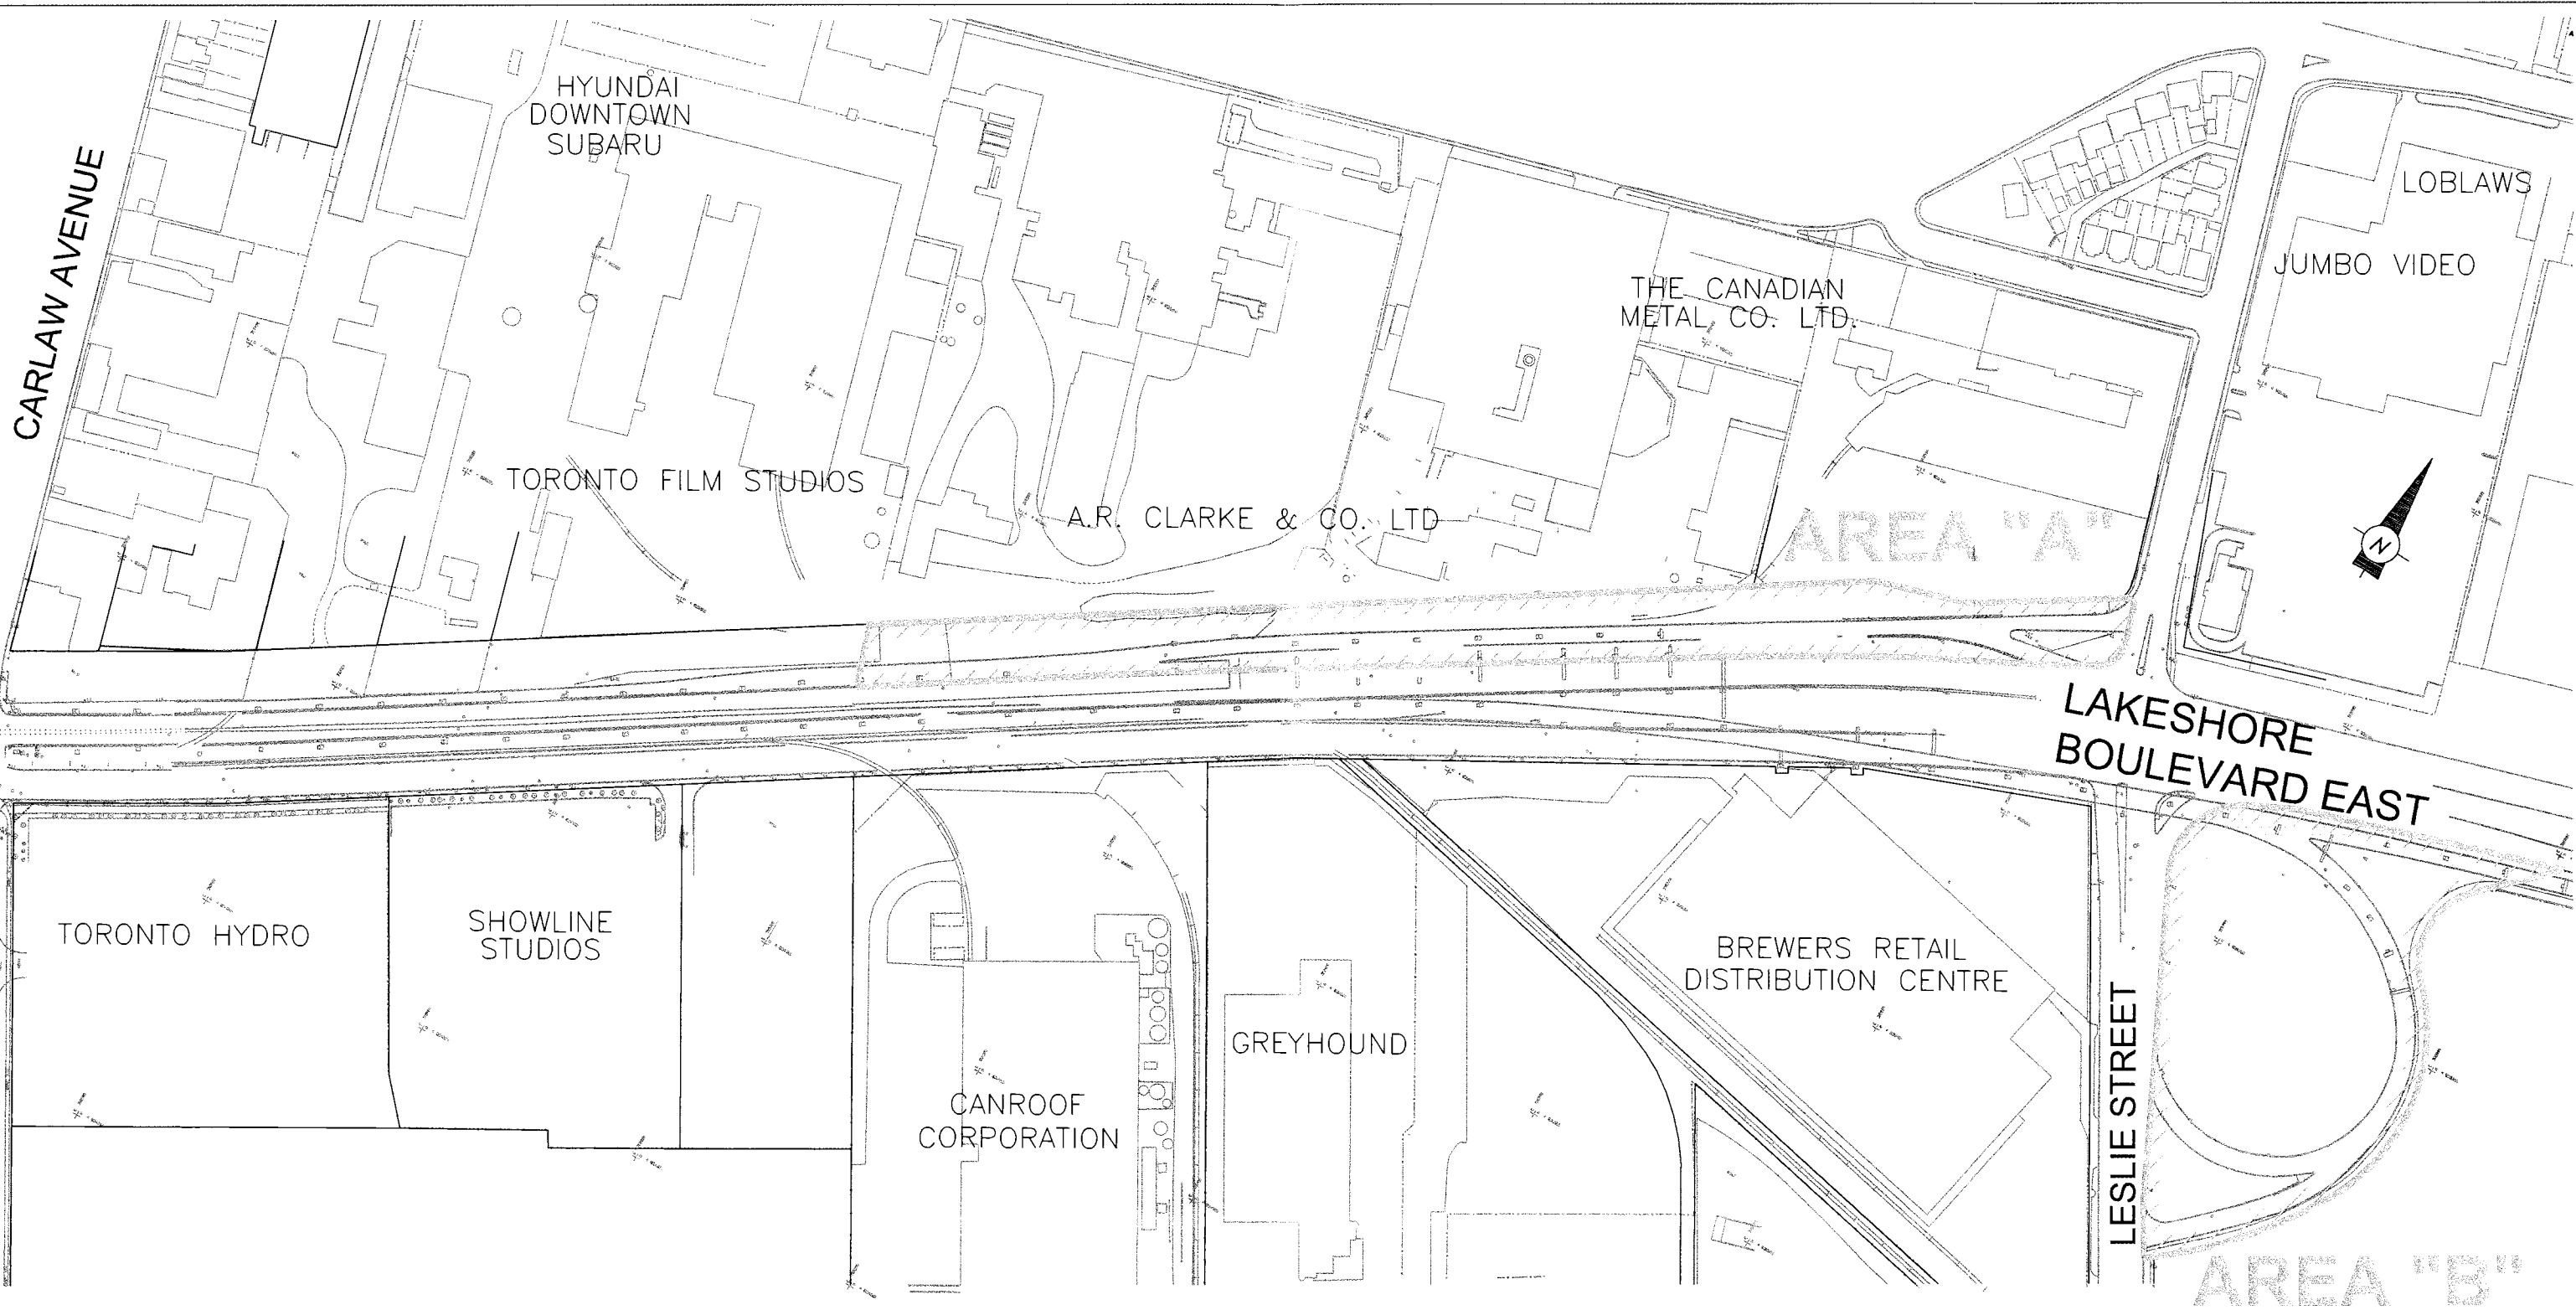 HYUNDAI
DOWNTOWN
SUBARU
CARLAW AVENUE
LOBLAWS
JUMBO VIDEO
THE CANADIAN
METAL CO. LTD.
TORONTO FILM STUDIOS
A.R. CLARKE & CO. LTD
AREA "A"
N
LAKESHORE
BOULEVARD EAST
TORONTO HYDRO
SHOWLINE
STUDIOS
BREWERS RETAIL
DISTRIBUTION CENTRE
GREYHOUND
CANROOF
CORPORATION
LESLIE STREET
AREA "B"